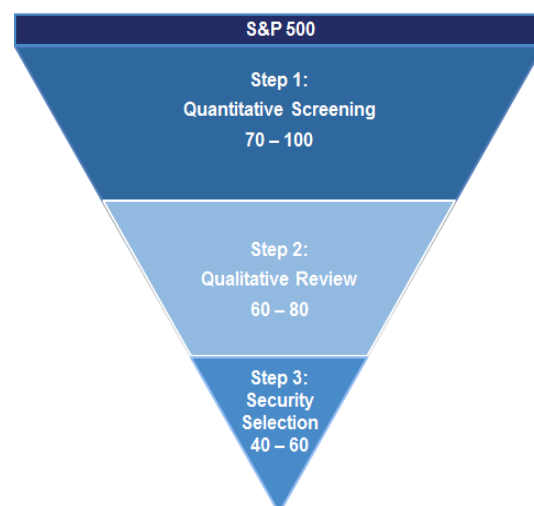 S&P 500
Step 1:
Quantitative Screening
70 – 100
Step 2:
Qualitative Review
60 – 80
Step 3:
Security
Selection
40 – 60